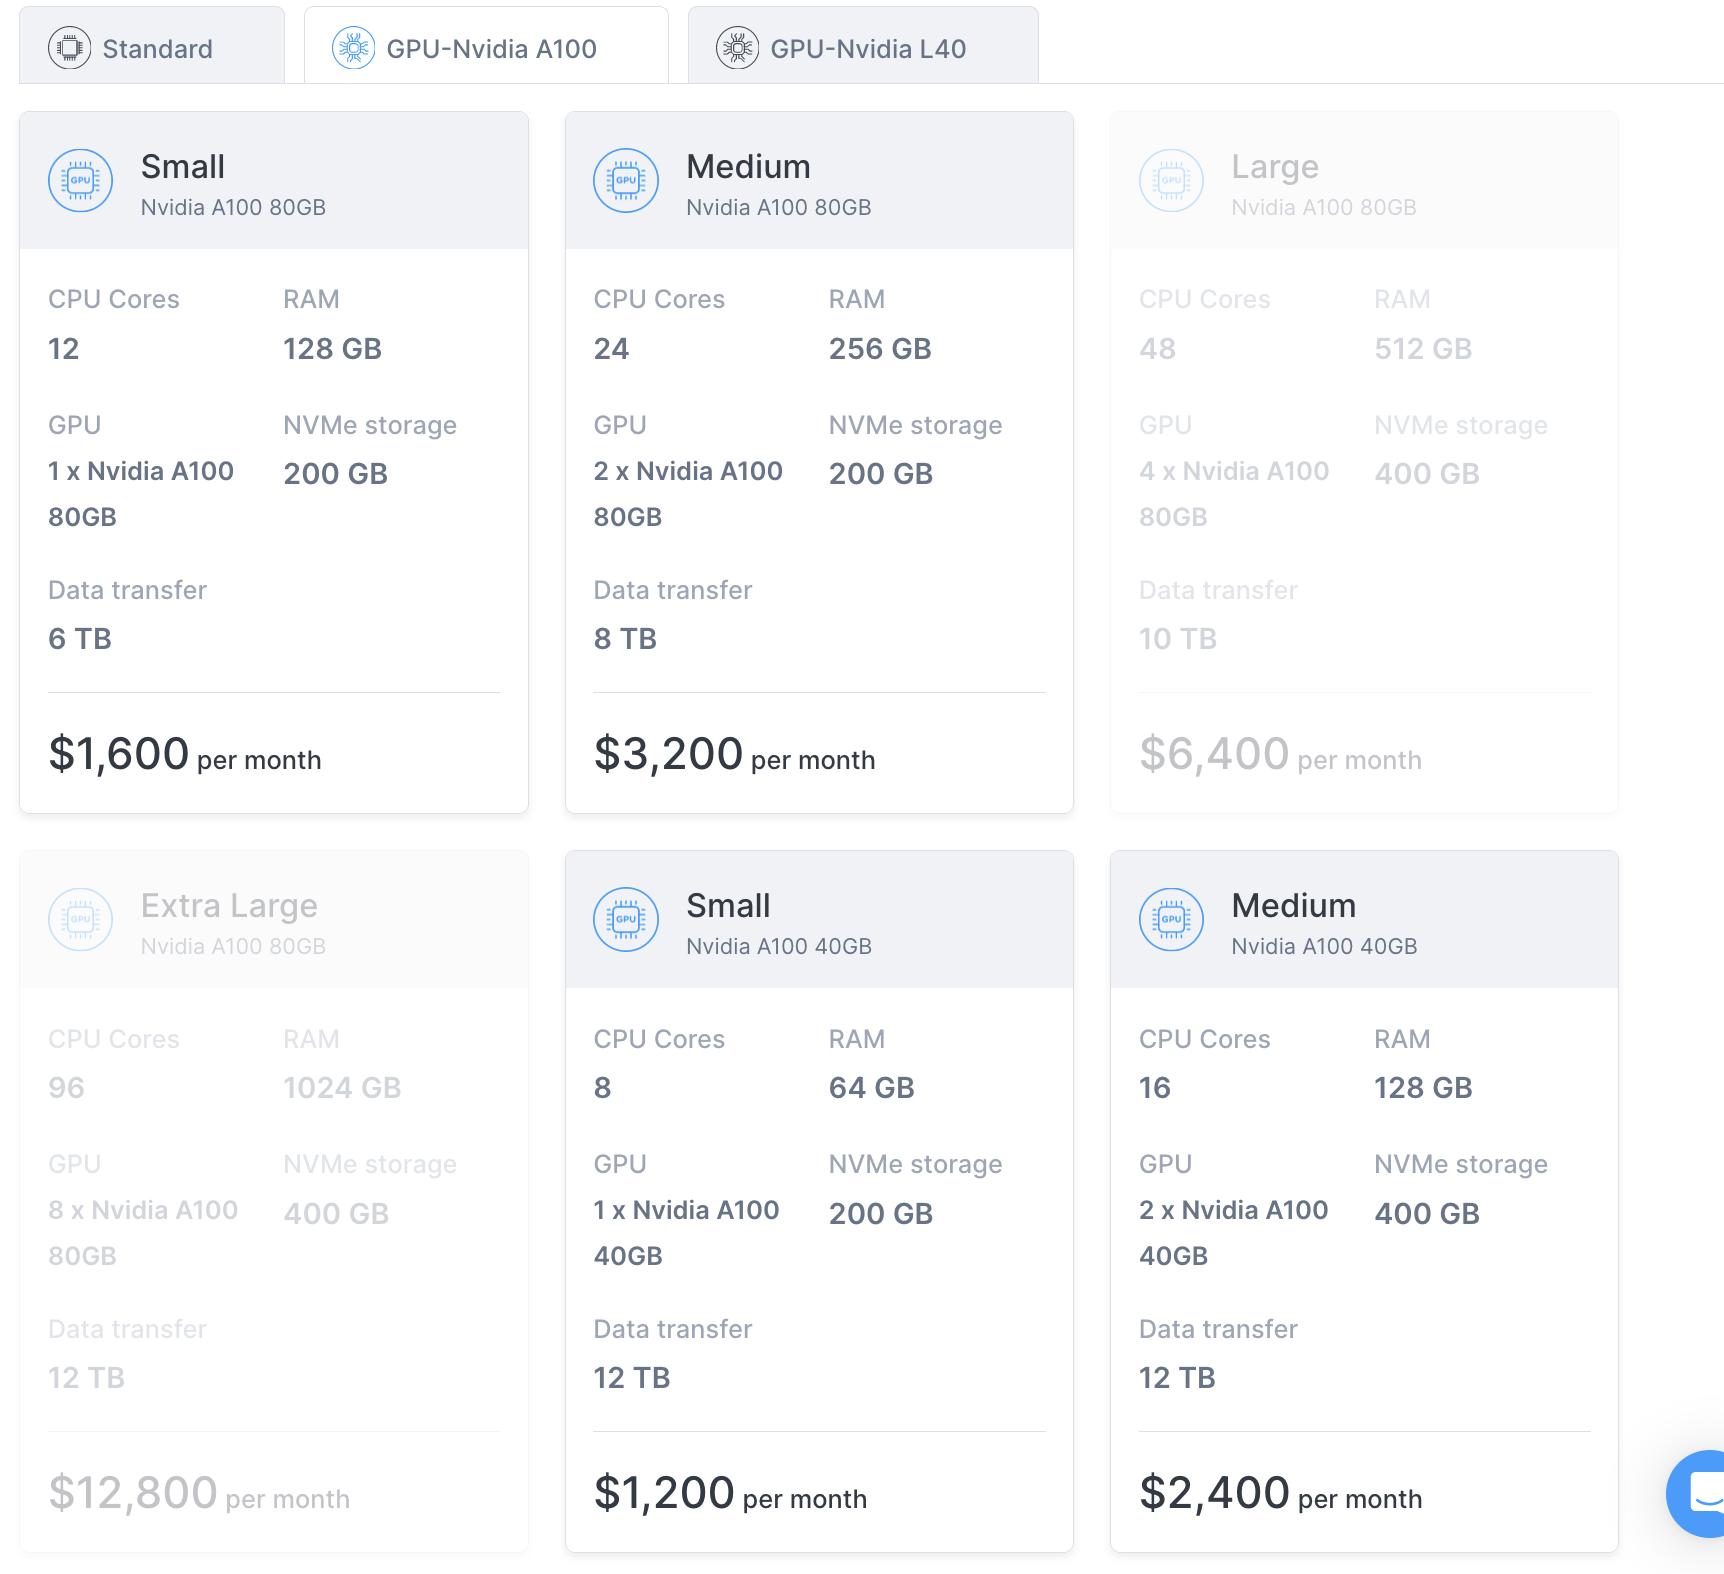 Standard
GPU-Nvidia A100
GPU-Nvidia L40
GPU
Small
Nvidia A100 80GB
CPU Cores
RAM
12
128 GB
GPU
NVMe storage
1 x Nvidia A100
80GB
200 GB
Data transfer
6 TB
$1,600 per month
GPU
Medium
Nvidia A100 80GB
CPU Cores
RAM
24
256 GB
GPU
NVMe storage
2 x Nvidia A100
80GB
200 GB
Data transfer
8 TB
$3,200 per month
GPU
Large
Nvidia A100 80GB
CPU Cores
RAM
48
512 GB
GPU
NVMe storage
4 x Nvidia A100
80GB
400 GB
Data transfer
10 TB
$6,400 per month
GPU
Extra Large
Nvidia A100 80GB
CPU Cores
RAM
96
1024 GB
GPU
NVMe storage
8 x Nvidia A100
80GB
400 GB
Data transfer
12 TB
$12,800 per month
GPU
Small
Nvidia A100 40GB
CPU Cores
RAM
8
64 GB
GPU
NVMe storage
1 x Nvidia A100
40GB
200 GB
Data transfer
12 TB
$1,200 per month
GPU
Medium
Nvidia A100 40GB
CPU Cores
RAM
16
128 GB
GPU
NVMe storage
2 x Nvidia A100
40GB
400 GB
Data transfer
12 TB
$2,400 per month